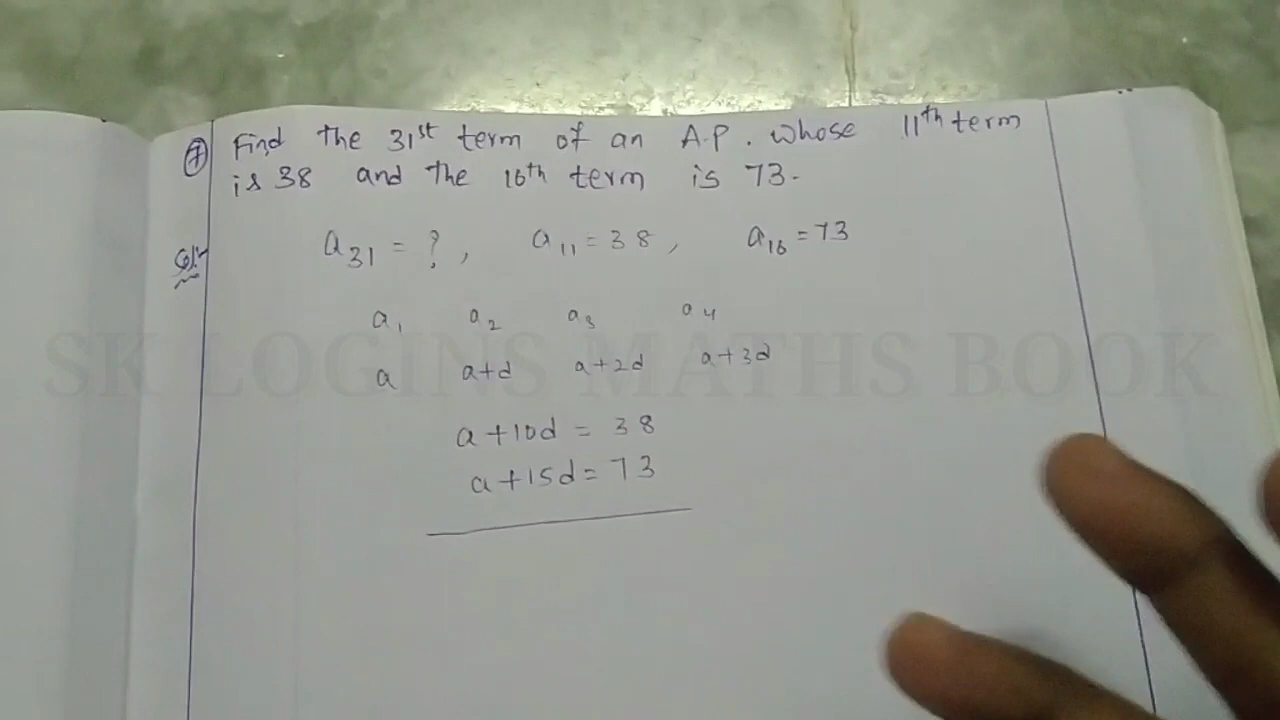 ⑦ Find the 31st term of an A.P. Whose 11th term
is 38 and the 16th term is 73.
Sol:-
a31 = ?, a11 = 38, a16 = 73
a1 a2 a3 a4
a a+d a+2d a+3d
SK LOGINS MATHS BOOK
a+10d = 38
a+15d = 73